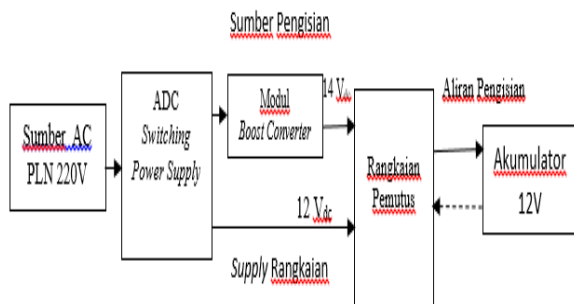 Sumber Pengisian
Sumber AC
PLN 220V
ADC
Switching
Power Supply
Modul
Boost Converter
14 Vdc
12 Vdc
Supply Rangkaian
Rangkaian
Pemutus
Aliran Pengisian
Akumulator
12V